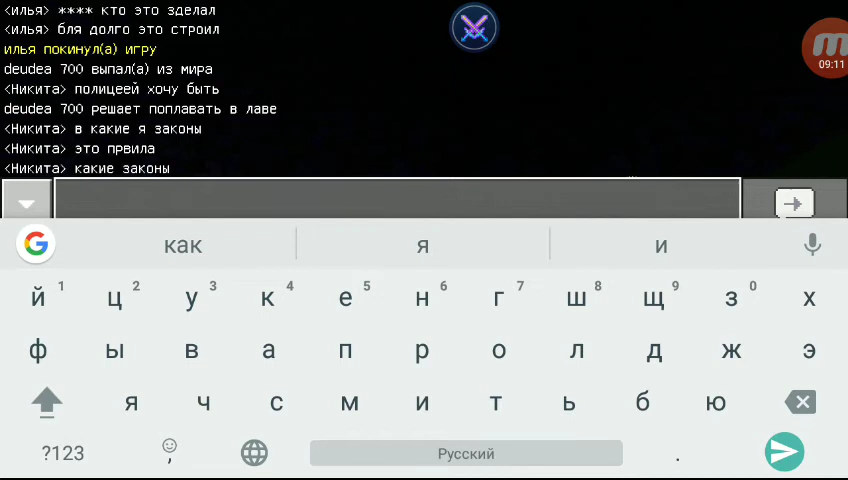 <илья> **** кто это зделал
<илья> бля долго это строил
илья покинул(а) игру
deudea 700 выпал(а) из мира
<Никита> полицеей хочу быть
deudea 700 решает поплавать в лаве
<Никита> в какие я законы
<Никита> это првила
<Никита> какие законы
09:11
как я и
й 1 ц 2 у 3 к 4 е 5 н 6 г 7 ш 8 щ 9 з 0 х
ф ы в а п р о л д ж э
я ч с м и т ь б ю
?123 , Русский .